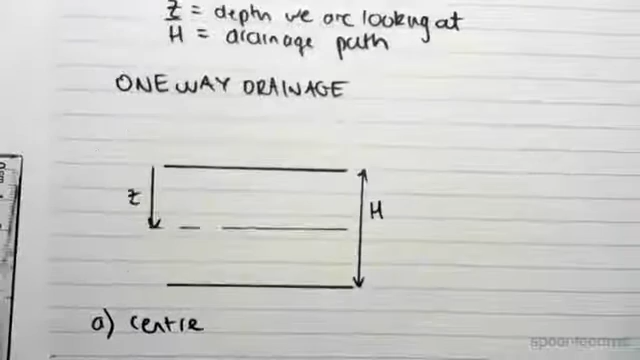 z = depth we are looking at
H = drainage path
ONE WAY DRAINAGE
z
H
a) centre
spoonfeedme